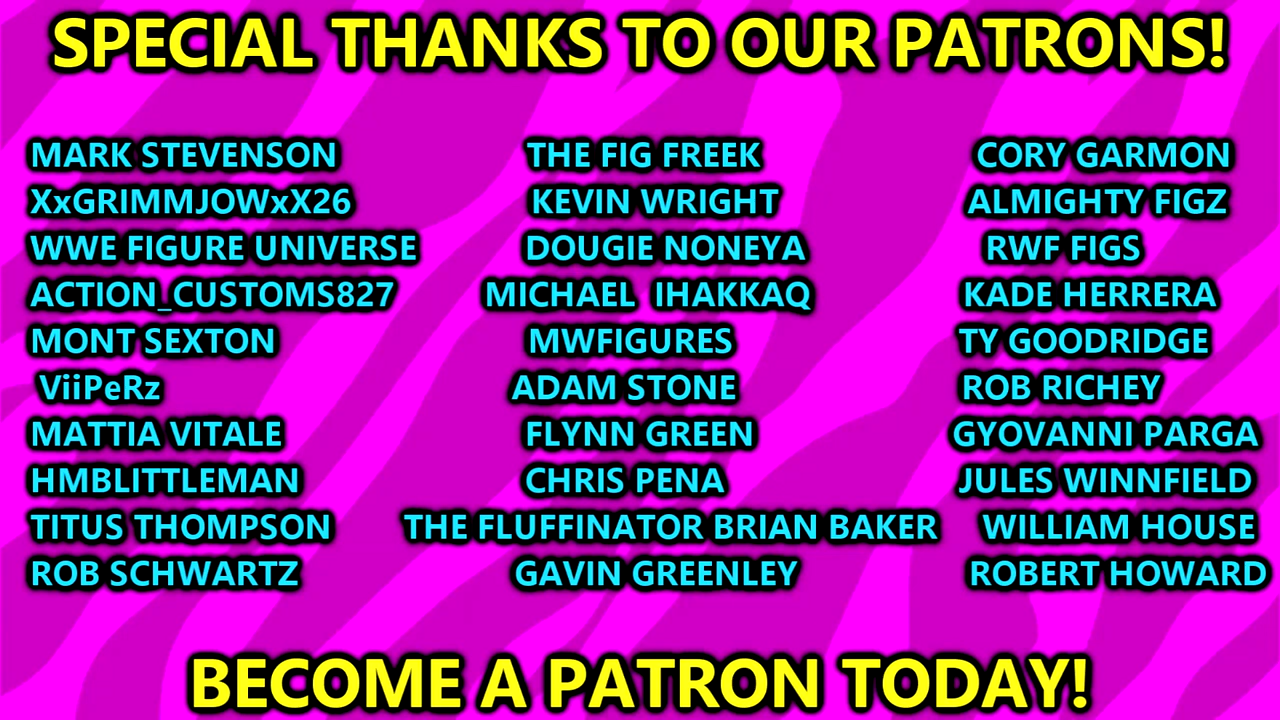 SPECIAL THANKS TO OUR PATRONS!
MARK STEVENSON THE FIG FREEK CORY GARMON
XxGRIMMJOWxX26 KEVIN WRIGHT ALMIGHTY FIGZ
WWE FIGURE UNIVERSE DOUGIE NONEYA RWF FIGS
ACTION_CUSTOMS827 MICHAEL IHAKKAQ KADE HERRERA
MONT SEXTON MWFIGURES TY GOODRIDGE
ViiPeRz ADAM STONE ROB RICHEY
MATTIA VITALE FLYNN GREEN GYOVANNI PARGA
HMBLITTLEMAN CHRIS PENA JULES WINNFIELD
TITUS THOMPSON THE FLUFFINATOR BRIAN BAKER WILLIAM HOUSE
ROB SCHWARTZ GAVIN GREENLEY ROBERT HOWARD
BECOME A PATRON TODAY!